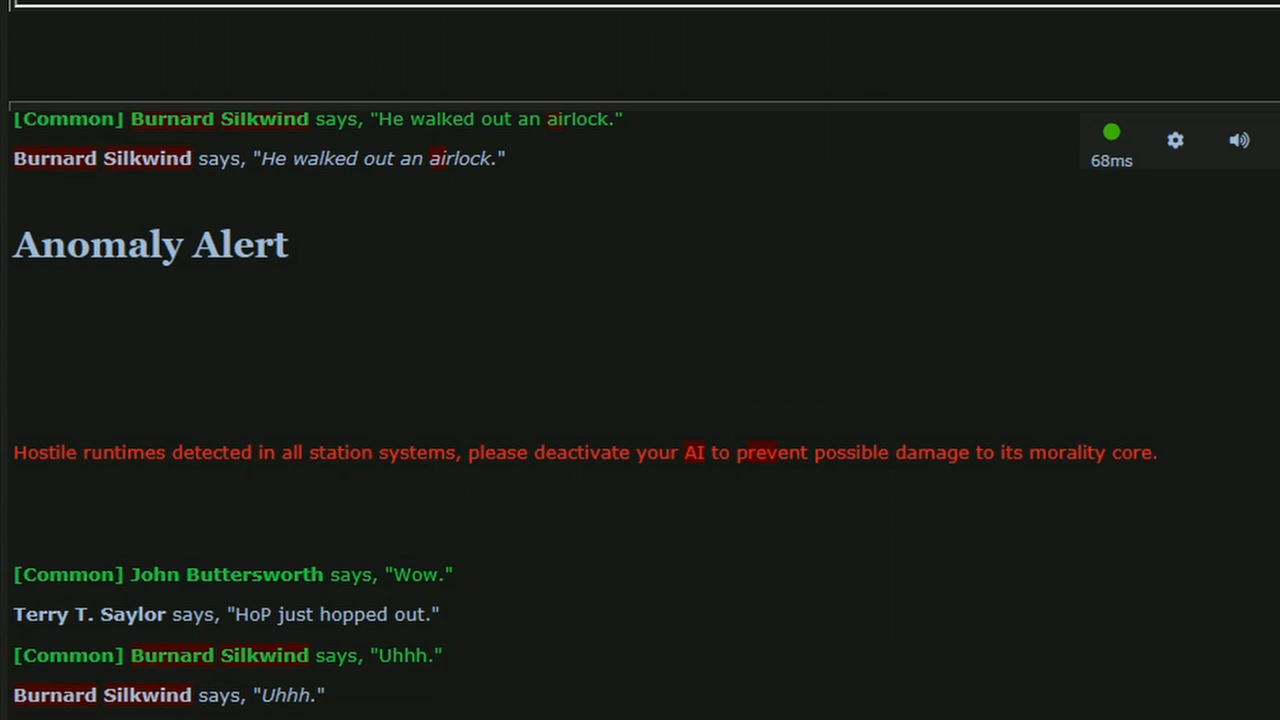 [Common] Burnard Silkwind says, "He walked out an airlock."
Burnard Silkwind says, "He walked out an airlock."
68ms
Anomaly Alert
Hostile runtimes detected in all station systems, please deactivate your AI to prevent possible damage to its morality core.
[Common] John Buttersworth says, "Wow."
Terry T. Saylor says, "HoP just hopped out."
[Common] Burnard Silkwind says, "Uhhh."
Burnard Silkwind says, "Uhhh."